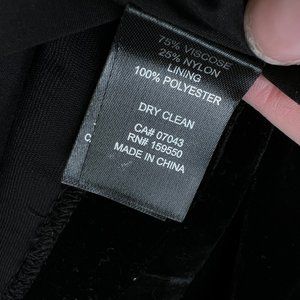 75% VISCOSE
25% NYLON
LINING
100% POLYESTER
DRY CLEAN
CA# 07043
RN# 159550
MADE IN CHINA